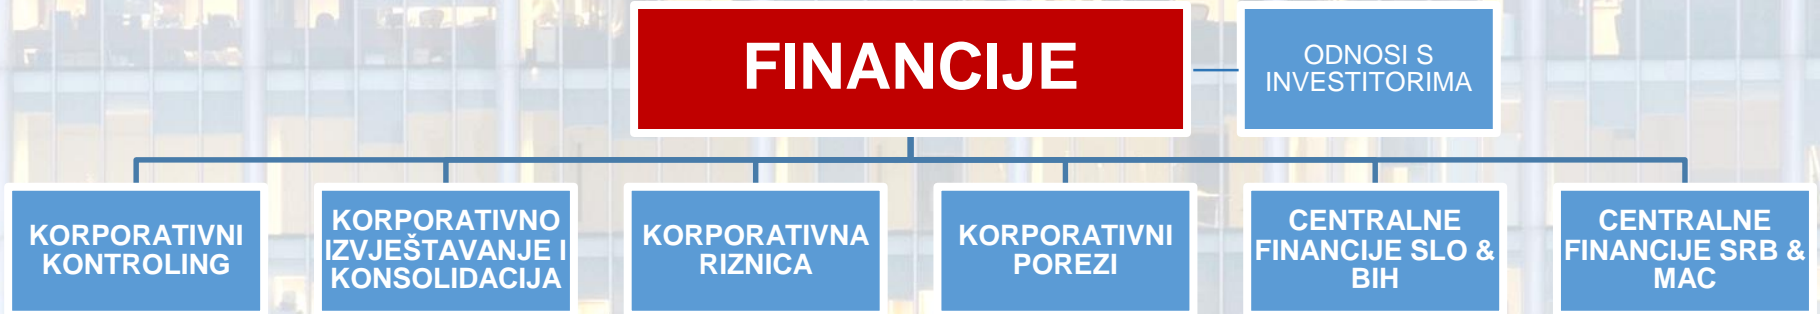 FINANCIJE
ODNOSI S
INVESTITORIMA
KORPORATIVNI
KONTROLING
KORPORATIVNO
IZVJEŠTAVANJE I
KONSOLIDACIJA
KORPORATIVNA
RIZNICA
KORPORATIVNI
POREZI
CENTRALNE
FINANCIJE SLO &
BIH
CENTRALNE
FINANCIJE SRB &
MAC